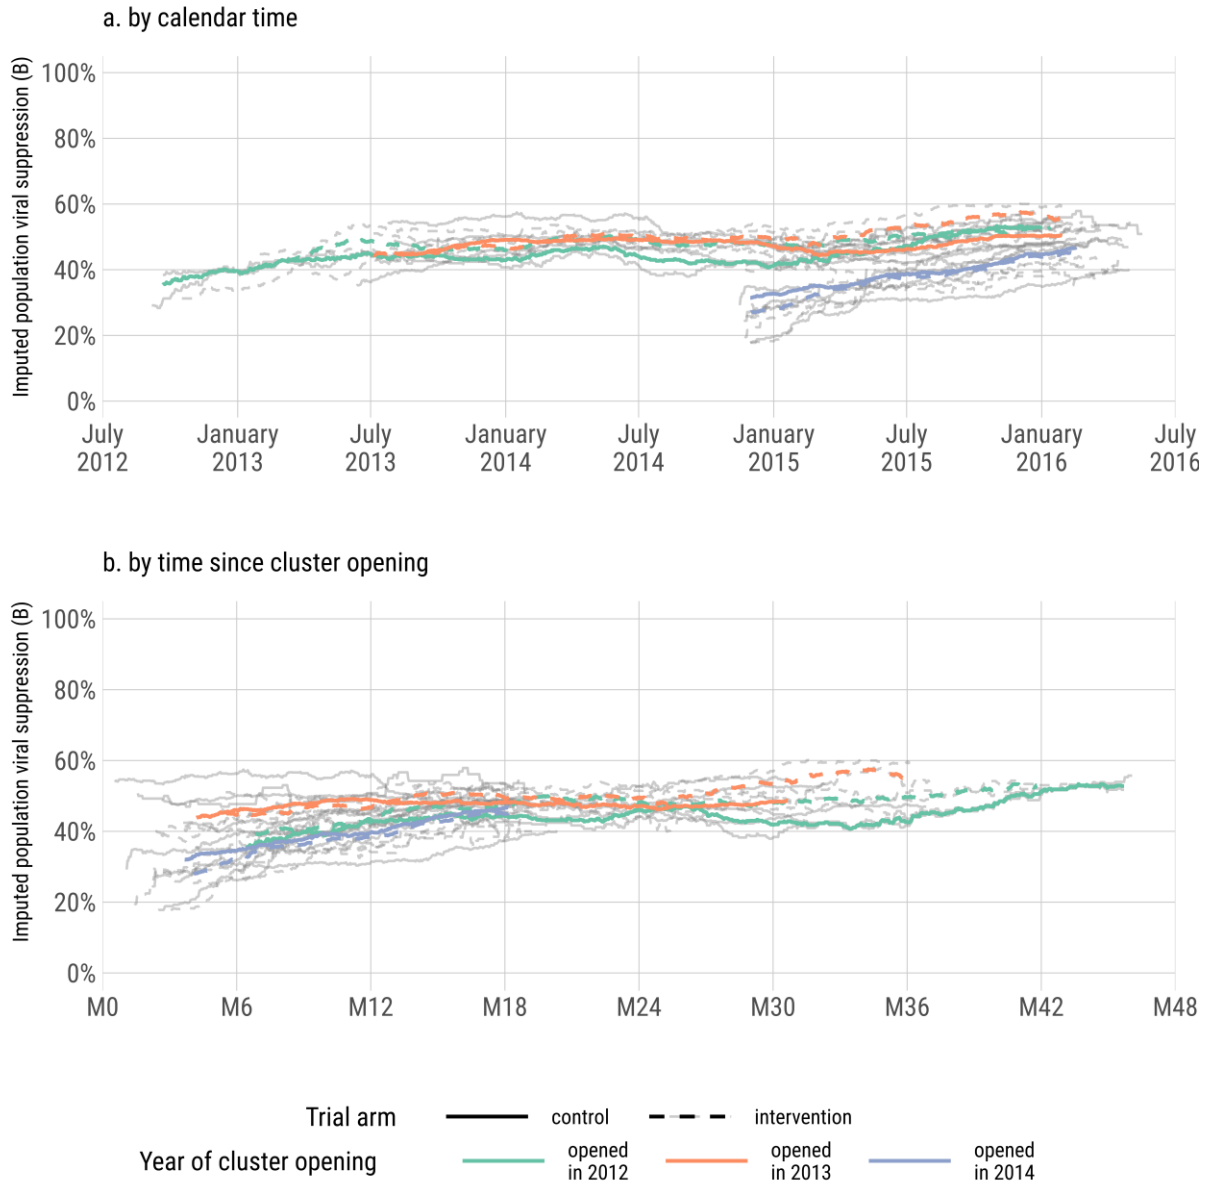 a. by calendar time
Imputed population viral suppression (B)
100%
80%
60%
40%
20%
0%
July 2012
January 2013
July 2013
January 2014
July 2014
January 2015
July 2015
January 2016
July 2016
b. by time since cluster opening
Imputed population viral suppression (B)
100%
80%
60%
40%
20%
0%
M0 M6 M12 M18 M24 M30 M36 M42 M48
Trial arm control intervention
Year of cluster opening
opened
in 2012
opened
in 2013
opened
in 2014